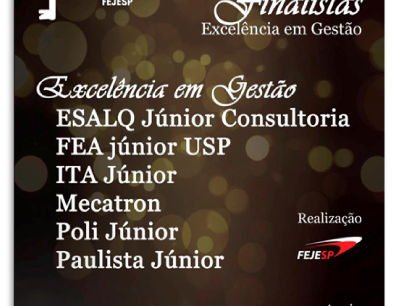 FEJESP
Finalistas
Excelência em Gestão
Excelência em Gestão
ESALQ Júnior Consultoria
FEA júnior USP
ITA Júnior
Mecatron
Poli Júnior
Paulista Júnior
Realização
FEJESP